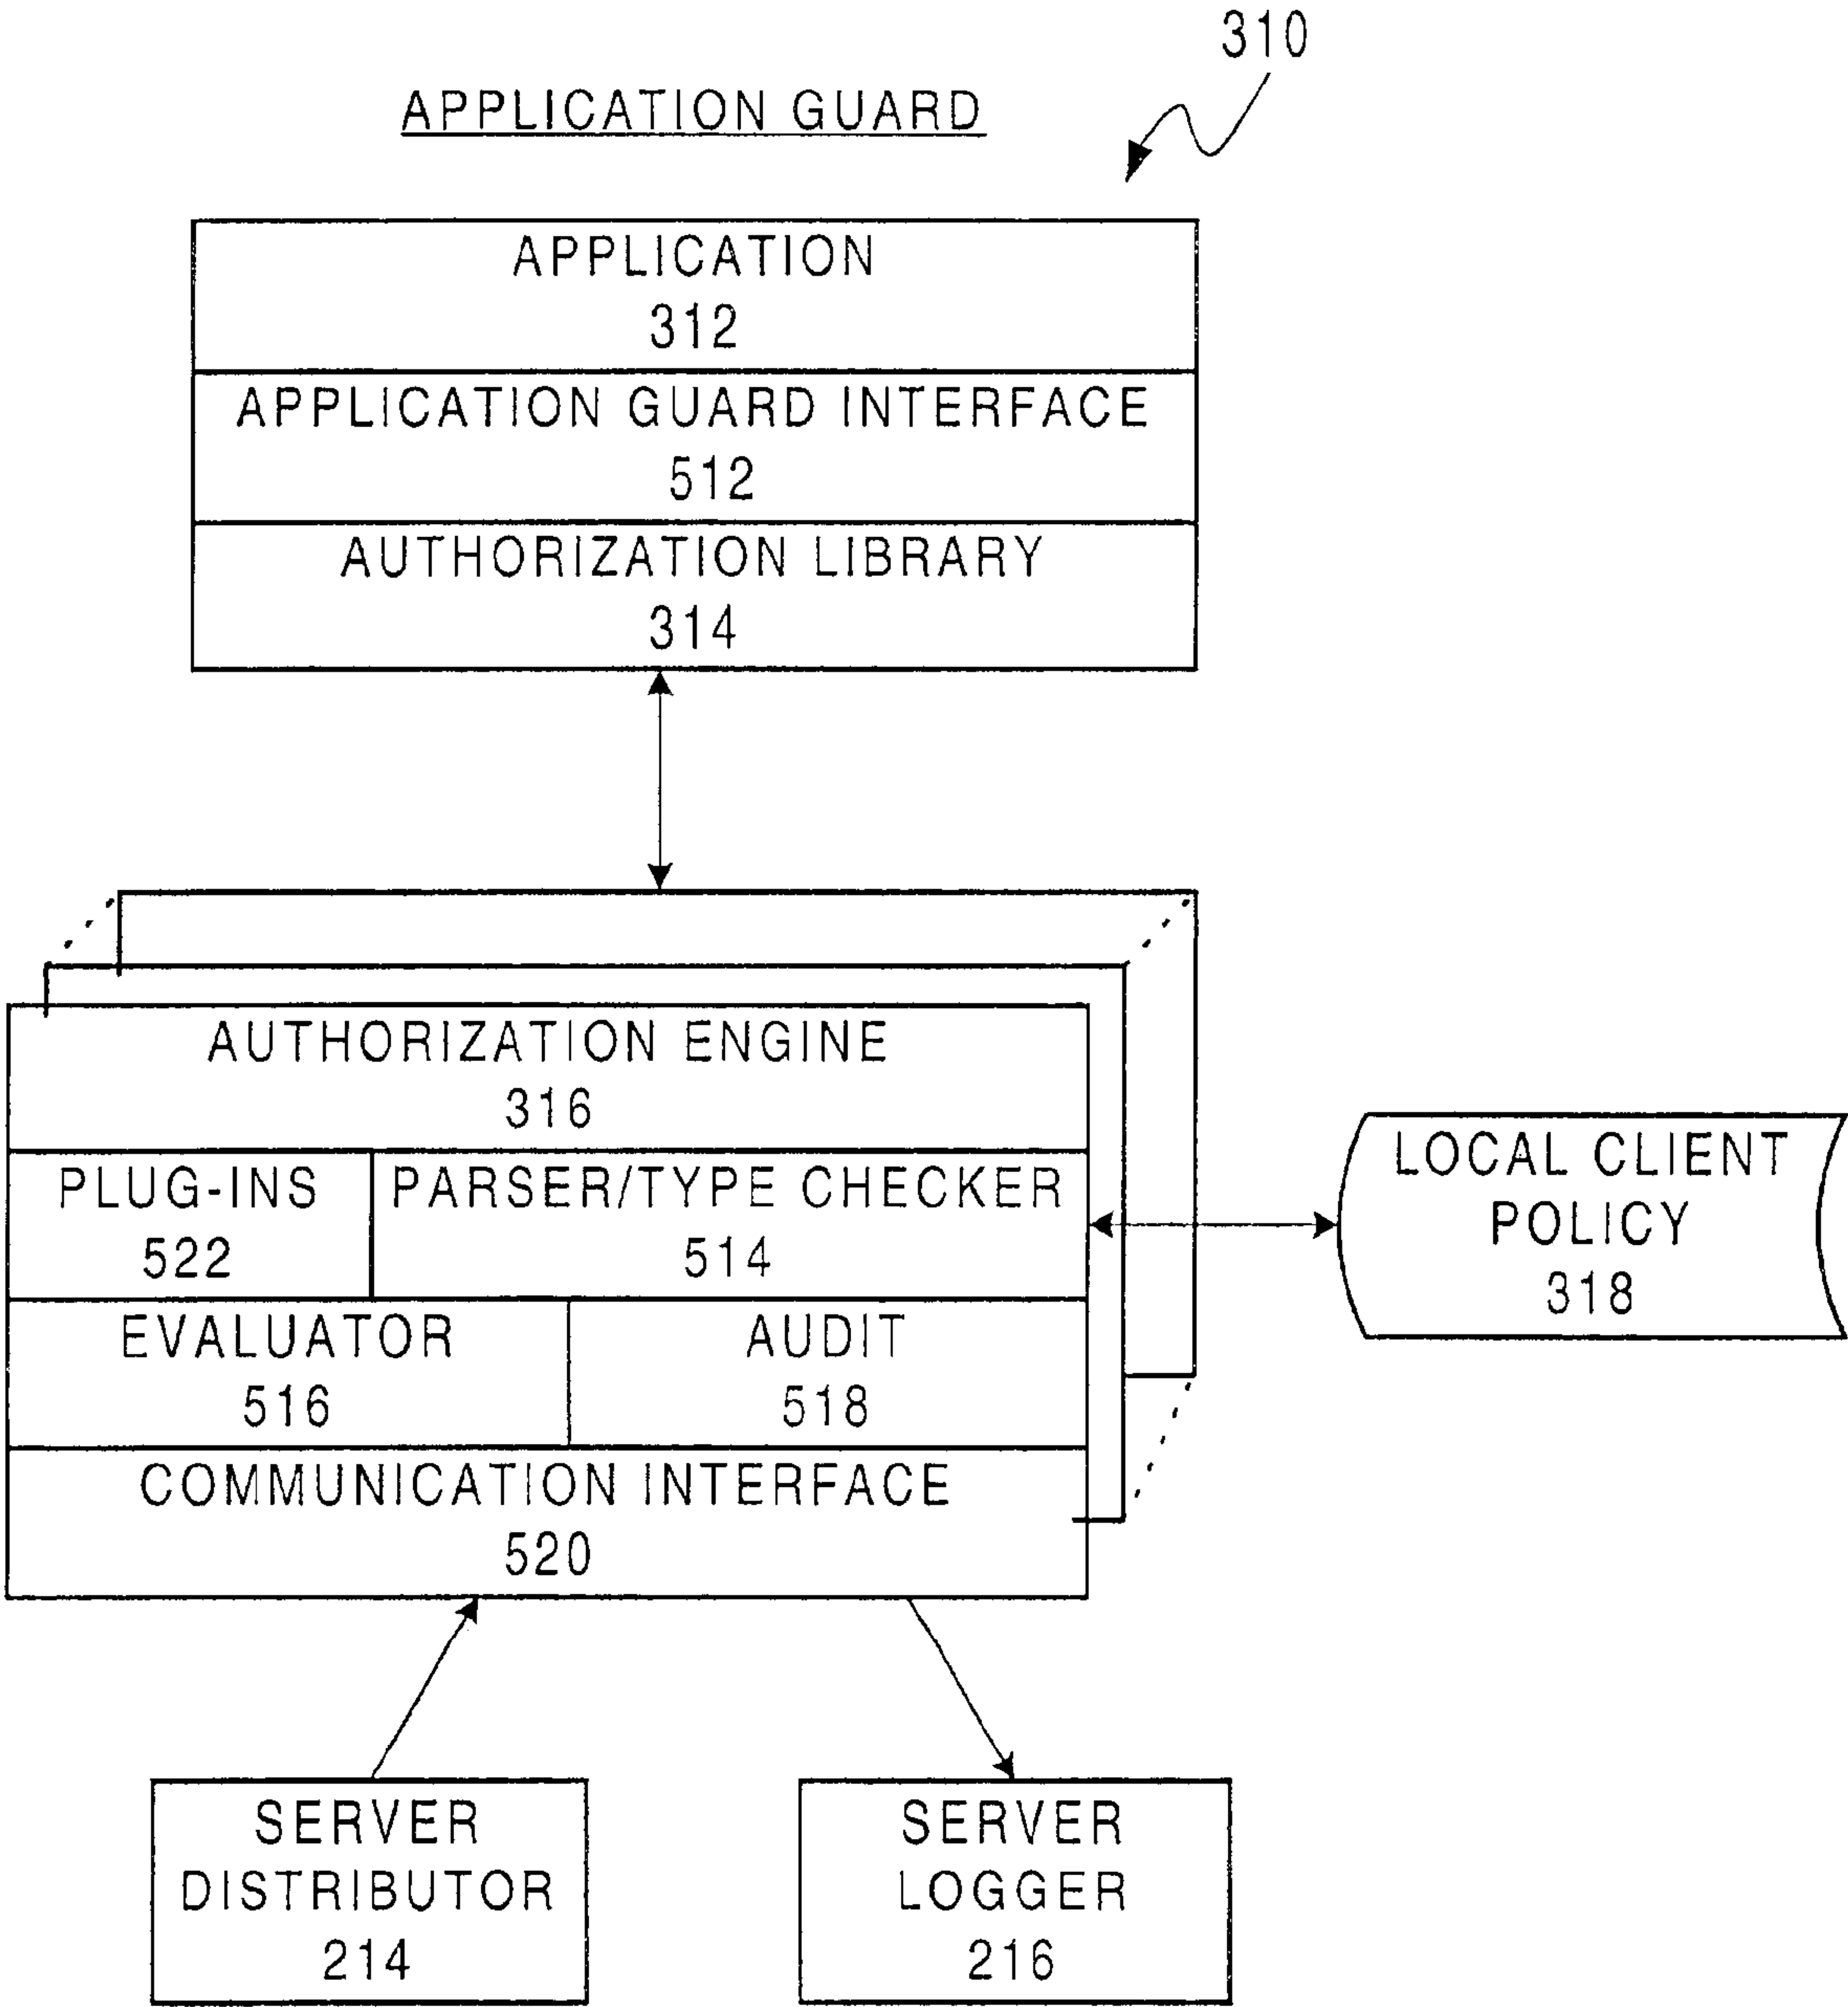 310
APPLICATION GUARD
APPLICATION
312
APPLICATION GUARD INTERFACE
512
AUTHORIZATION LIBRARY
314
AUTHORIZATION ENGINE
316
PLUG-INS
522
PARSER/TYPE CHECKER
514
LOCAL CLIENT
POLICY
318
EVALUATOR
516
AUDIT
518
COMMUNICATION INTERFACE
520
SERVER
DISTRIBUTOR
214
SERVER
LOGGER
216